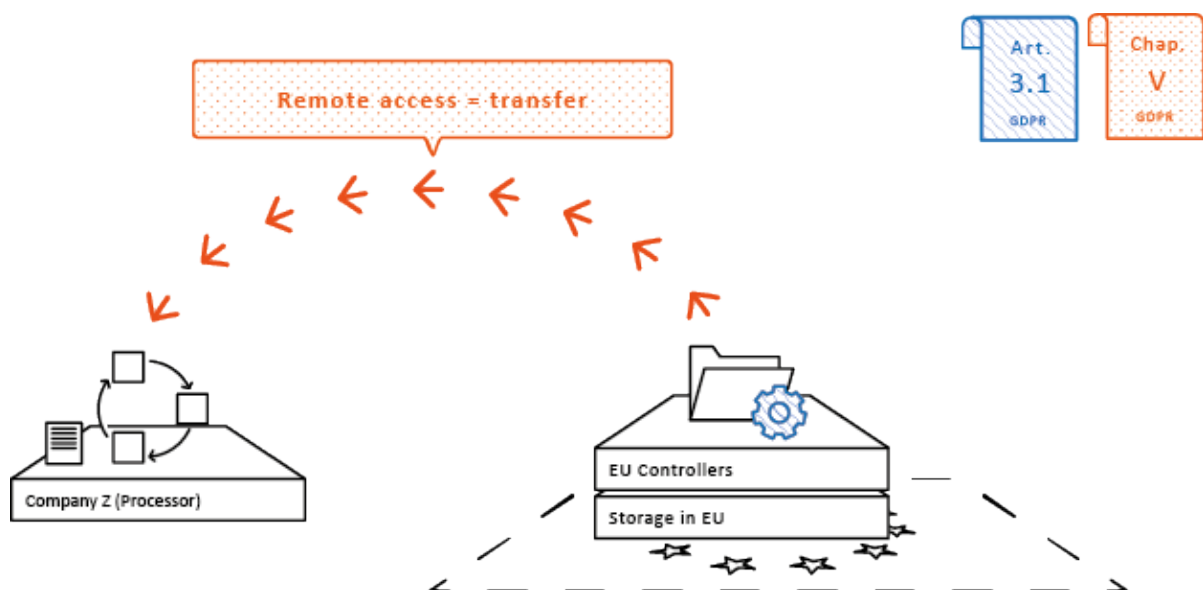 Remote access = transfer
Art.
3.1
GDPR
Chap.
V
GDPR
Company Z (Processor)
EU Controllers
Storage in EU